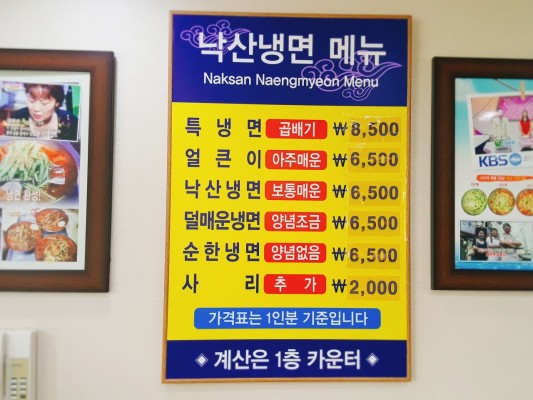 낙산냉면 메뉴
Naksan Naengmyeon Menu
특냉면 곱배기 ₩8,500
얼큰이 아주매운 ₩6,500
낙산냉면 보통매운 ₩6,500
덜매운냉면 양념조금 ₩6,500
순한냉면 양념없음 ₩6,500
사리 추가 ₩2,000
가격표는 1인분 기준입니다
◈ 계산은 1층 카운터 ◈
KBS